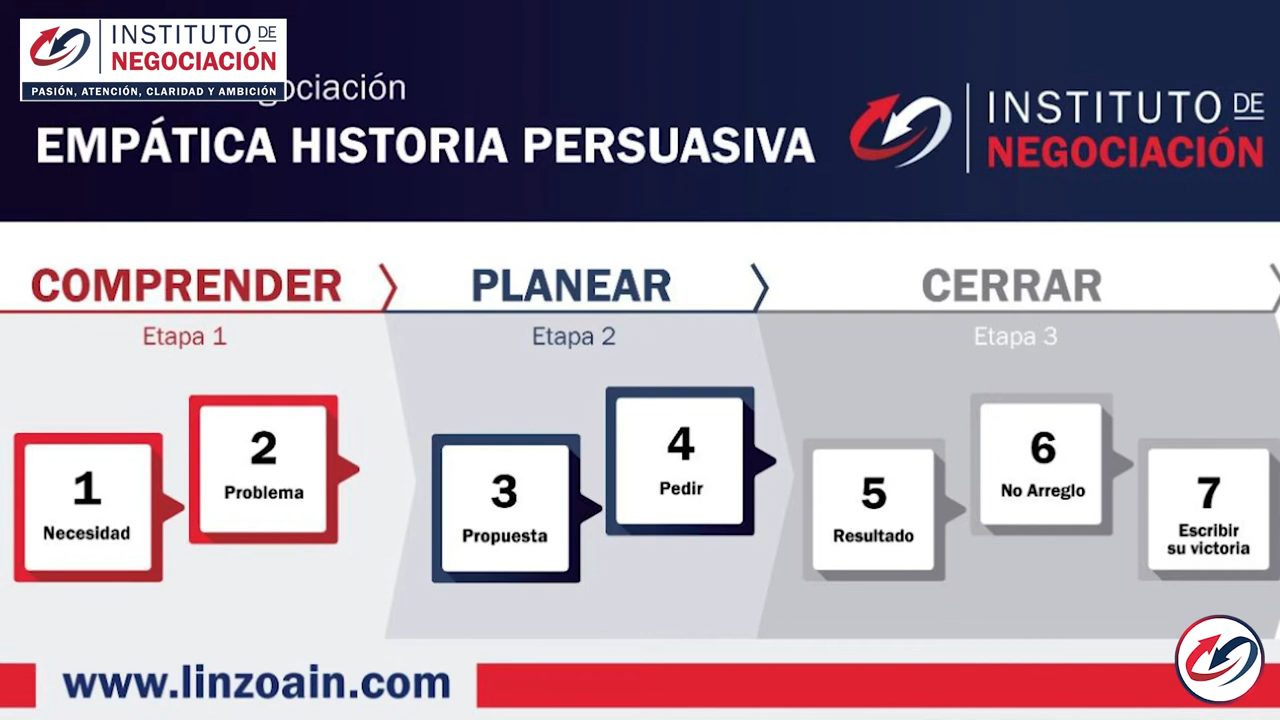 INSTITUTO DE
NEGOCIACIÓN
PASIÓN, ATENCIÓN, CLARIDAD Y AMBICIÓN
gociación
EMPÁTICA HISTORIA PERSUASIVA
INSTITUTO DE
NEGOCIACIÓN
COMPRENDER
PLANEAR
CERRAR
Etapa 1
Etapa 2
Etapa 3
1
Necesidad
2
Problema
3
Propuesta
4
Pedir
5
Resultado
6
No Arreglo
7
Escribir
su victoria
www.linzoain.com